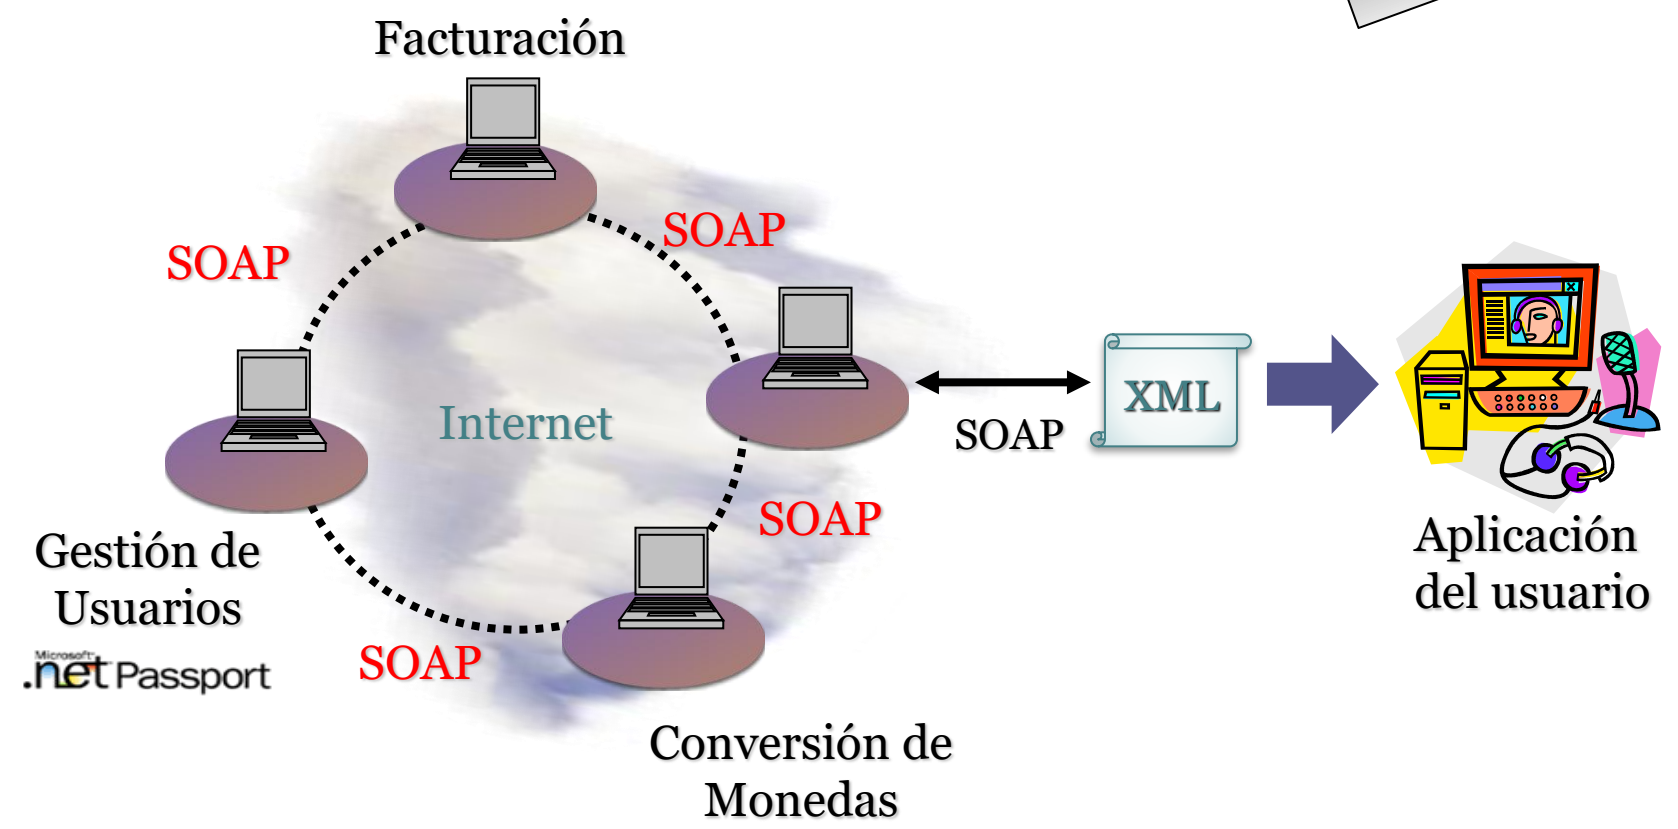 Facturación
SOAP
SOAP
Internet
XML
SOAP
SOAP
Gestión de
Usuarios
Microsoft
.net Passport
SOAP
Conversión de
Monedas
Aplicación
del usuario